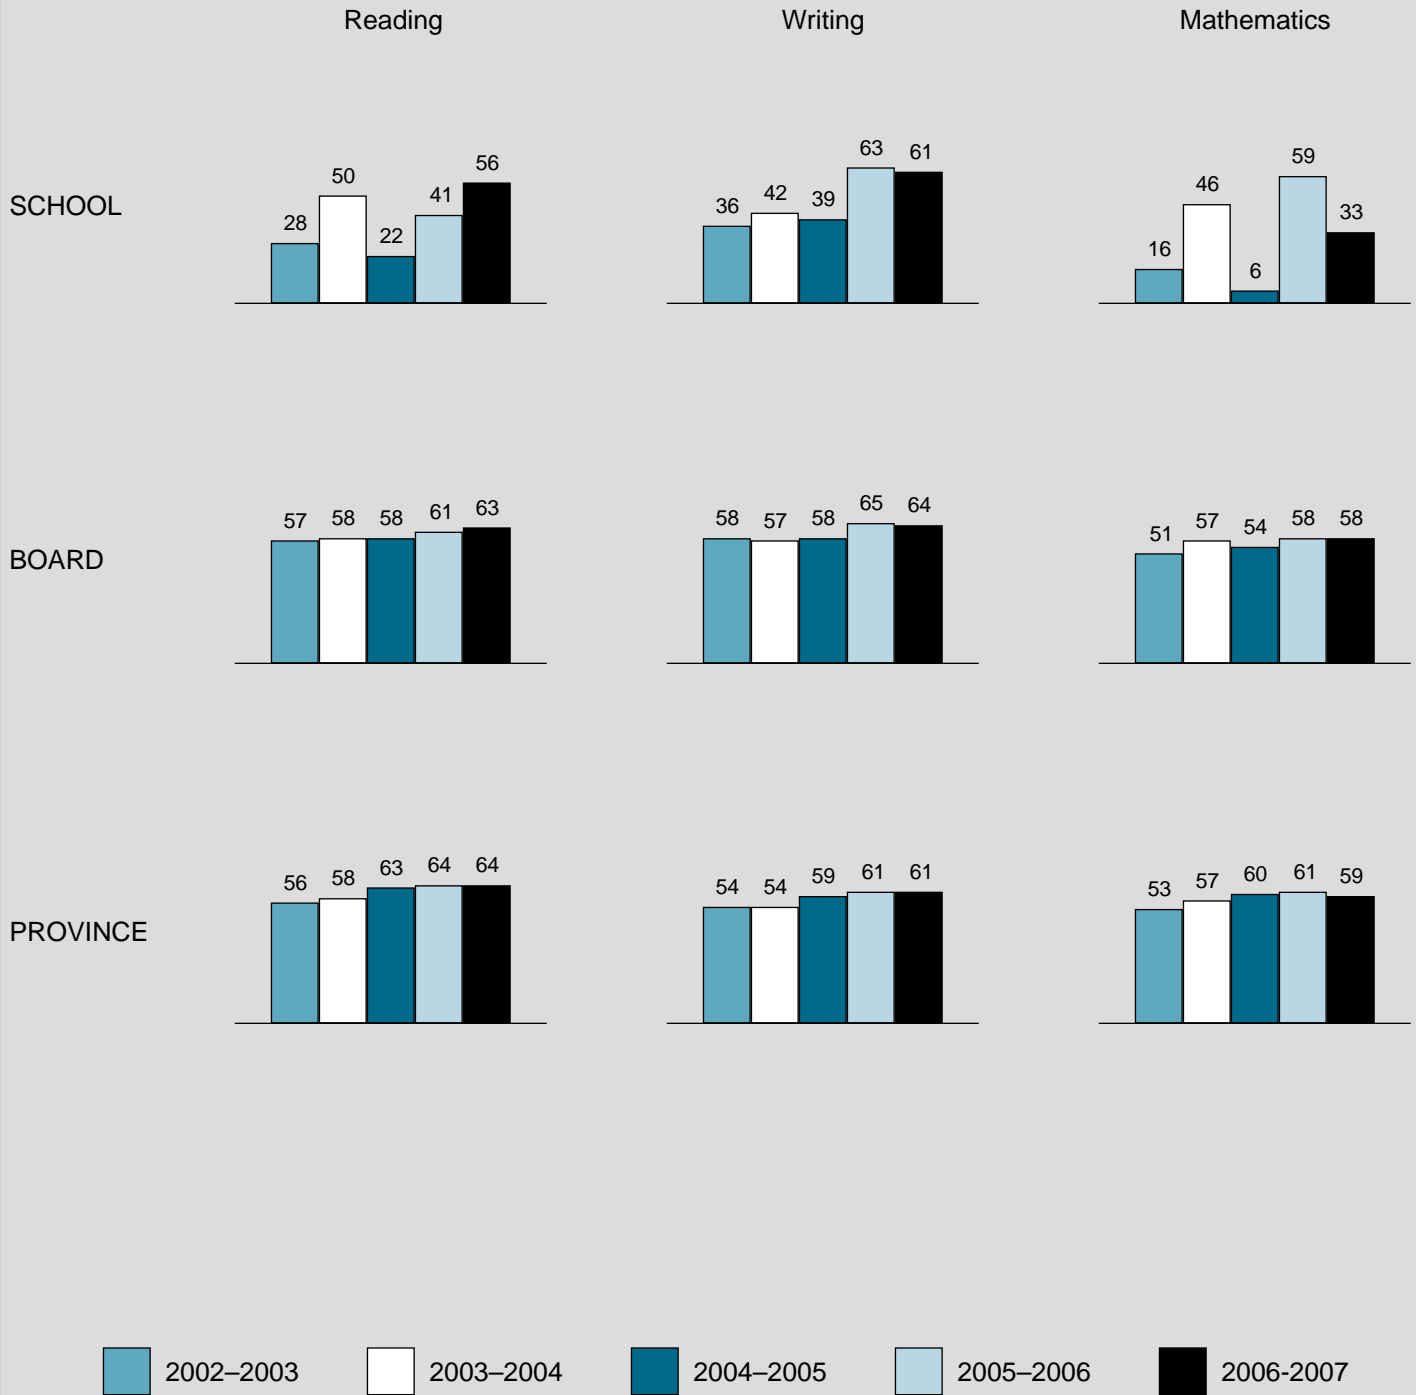 Reading Writing Mathematics
SCHOOL
28 50 22 41 56
36 42 39 63 61
16 46 6 59 33
BOARD
57 58 58 61 63
58 57 58 65 64
51 57 54 58 58
PROVINCE
56 58 63 64 64
54 54 59 61 61
53 57 60 61 59
2002–2003 2003–2004 2004–2005 2005–2006 2006-2007